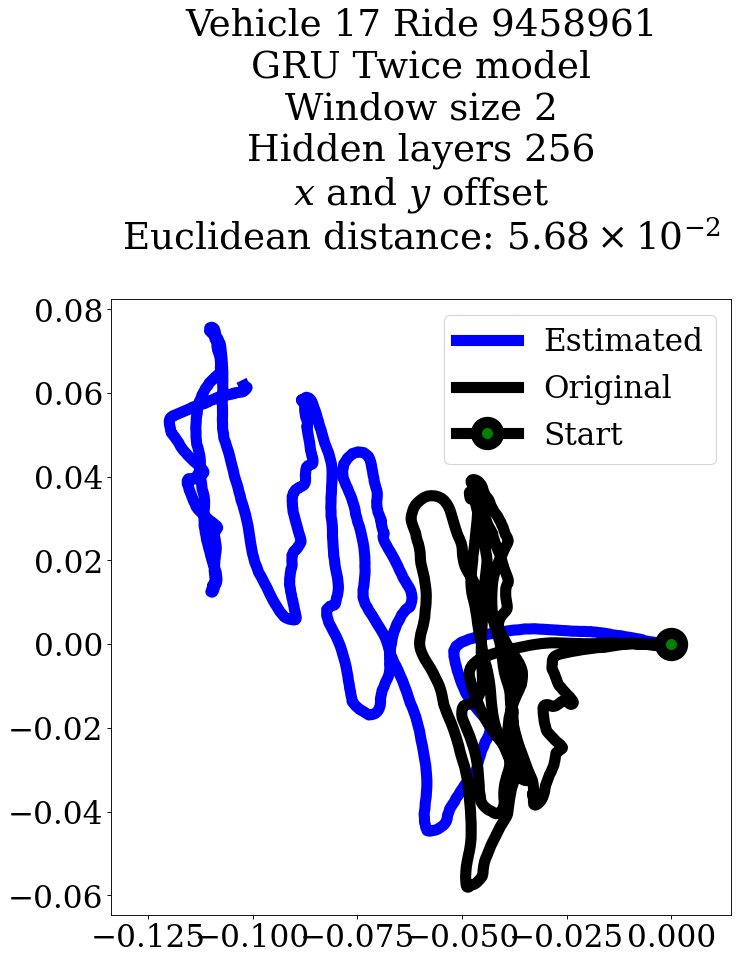 Vehicle 17 Ride 9458961
GRU Twice model
Window size 2
Hidden layers 256
x and y offset
Euclidean distance: 5.68 × 10⁻²
Estimated
Original
Start
0.08
0.06
0.04
0.02
0.00
−0.02
−0.04
−0.06
−0.125 −0.100 −0.075 −0.050 −0.025 0.000